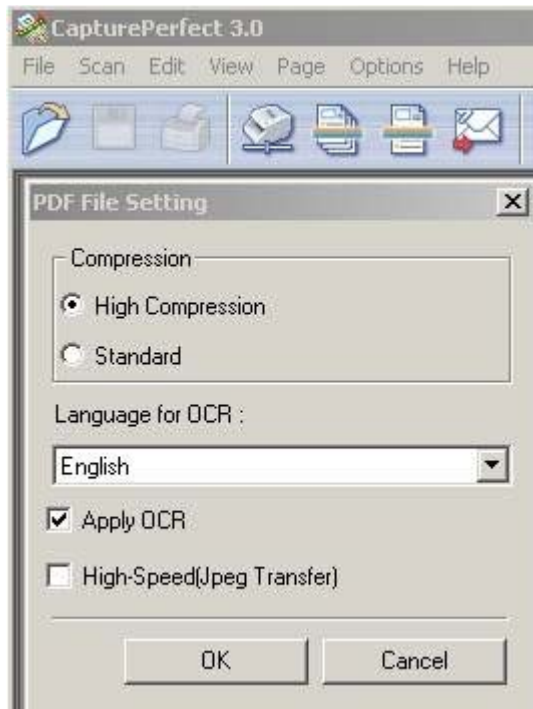 CapturePerfect 3.0
File Scan Edit View Page Options Help
PDF File Setting
Compression
High Compression
Standard
Language for OCR :
English
Apply OCR
High-Speed(Jpeg Transfer)
OK Cancel